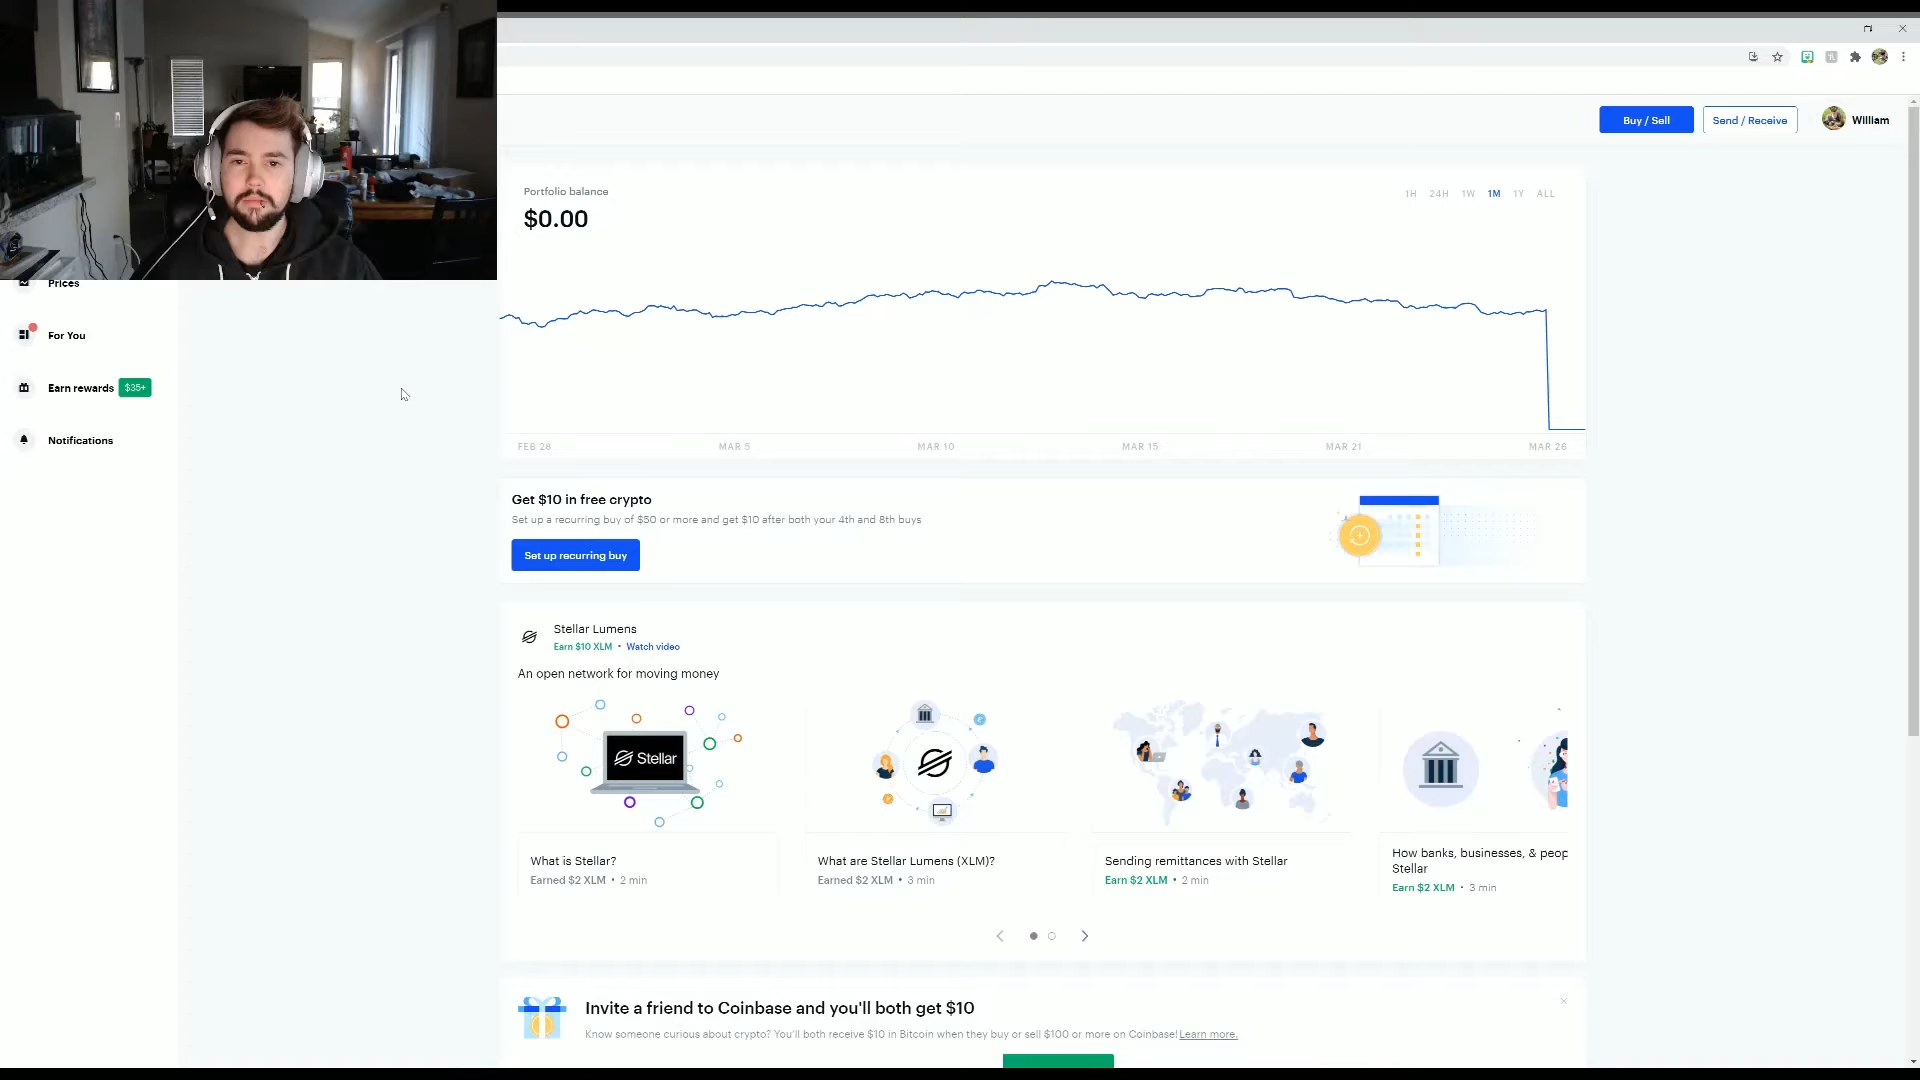 Buy / Sell
Send / Receive
William
Portfolio balance
$0.00
1H 24H 1W 1M 1Y ALL
Prices
For You
Earn rewards $35+
Notifications
FEB 28 MAR 5 MAR 10 MAR 15 MAR 21 MAR 26
Get $10 in free crypto
Set up a recurring buy of $50 or more and get $10 after both your 4th and 8th buys
Set up recurring buy
Stellar Lumens
Earn $10 XLM • Watch video
An open network for moving money
Stellar
What is Stellar?
Earned $2 XLM • 2 min
What are Stellar Lumens (XLM)?
Earned $2 XLM • 3 min
Sending remittances with Stellar
Earn $2 XLM • 2 min
How banks, businesses, & peop
Stellar
Earn $2 XLM • 3 min
Invite a friend to Coinbase and you'll both get $10
Know someone curious about crypto? You'll both receive $10 in Bitcoin when they buy or sell $100 or more on Coinbase! Learn more.